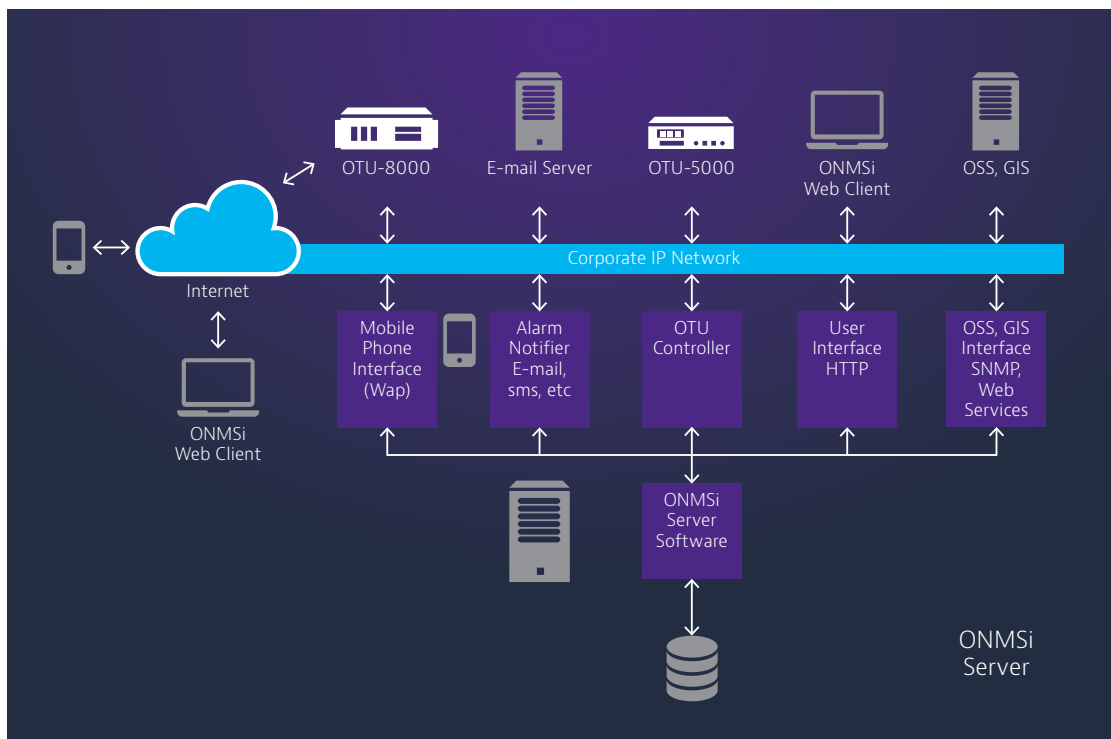 OTU-8000
E-mail Server
OTU-5000
ONMSi
Web Client
OSS, GIS
Corporate IP Network
Internet
ONMSi
Web Client
Mobile
Phone
Interface
(Wap)
Alarm
Notifier
E-mail,
sms, etc
OTU
Controller
User
Interface
HTTP
OSS, GIS
Interface
SNMP,
Web
Services
ONMSi
Server
Software
ONMSi
Server